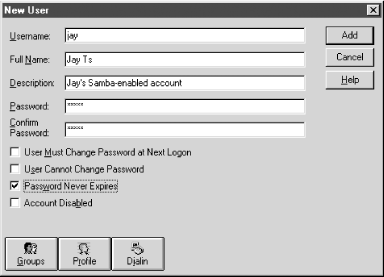 New User
Username: jay
Add
Full Name: Jay Ts
Cancel
Description: Jay's Samba-enabled account
Help
Password: *****
Confirm
Password: *****
User Must Change Password at Next Logon
User Cannot Change Password
Password Never Expires
Account Disabled
Groups Profile Dialin